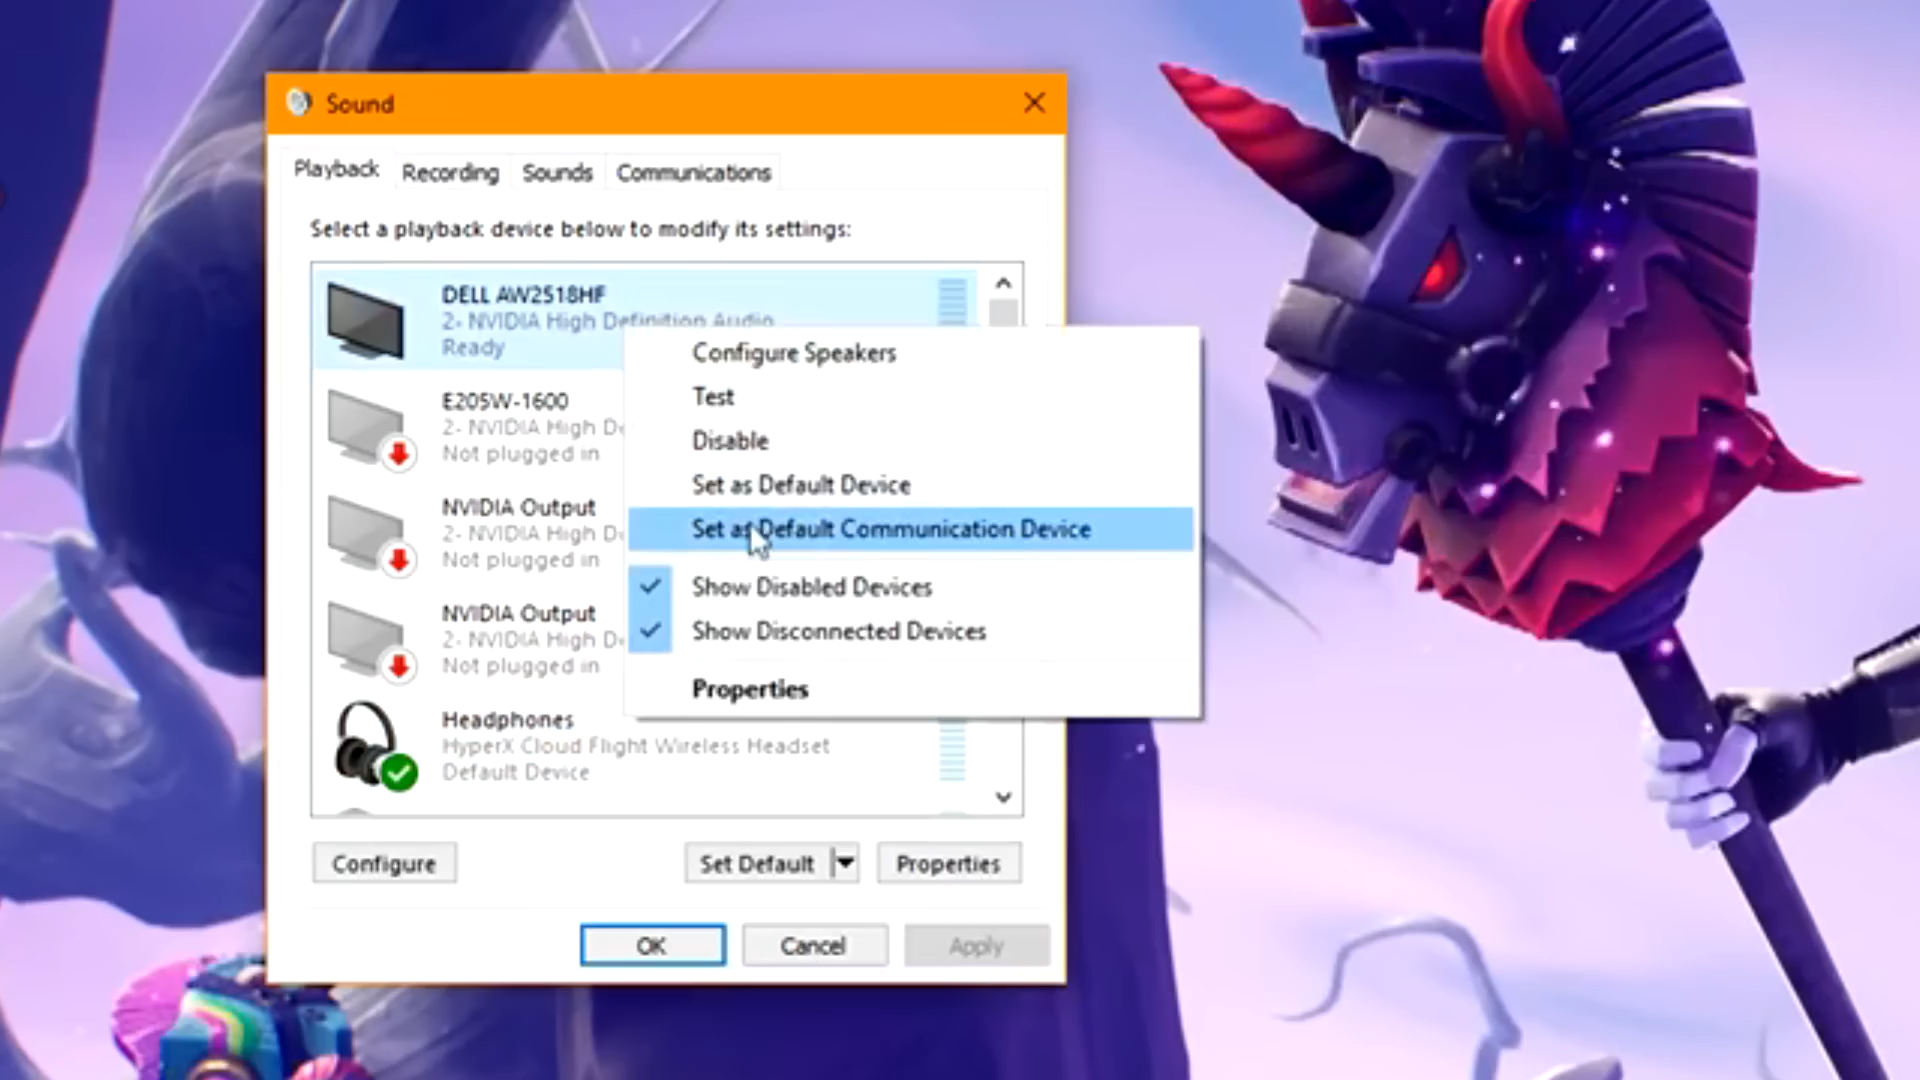 Sound
Playback
Recording
Sounds
Communications
Select a playback device below to modify its settings:
DELL AW2518HF
2- NVIDIA High Definition Audio
Ready
E205W-1600
2- NVIDIA High
Not plugged in
NVIDIA Output
2- NVIDIA High
Not plugged in
NVIDIA Output
2- NVIDIA High
Not plugged in
Headphones
HyperX Cloud Flight Wireless Headset
Default Device
Configure Speakers
Test
Disable
Set as Default Device
Set as Default Communication Device
Show Disabled Devices
Show Disconnected Devices
Properties
Configure
Set Default
Properties
OK
Cancel
Apply